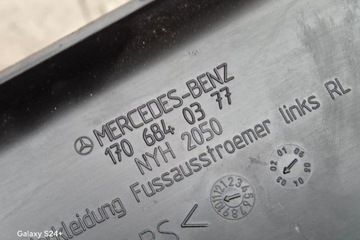 MERCEDES-BENZ
170 684 03 77
NYH 2050
kleidung Fussausstroemer links RL
Galaxy S24+